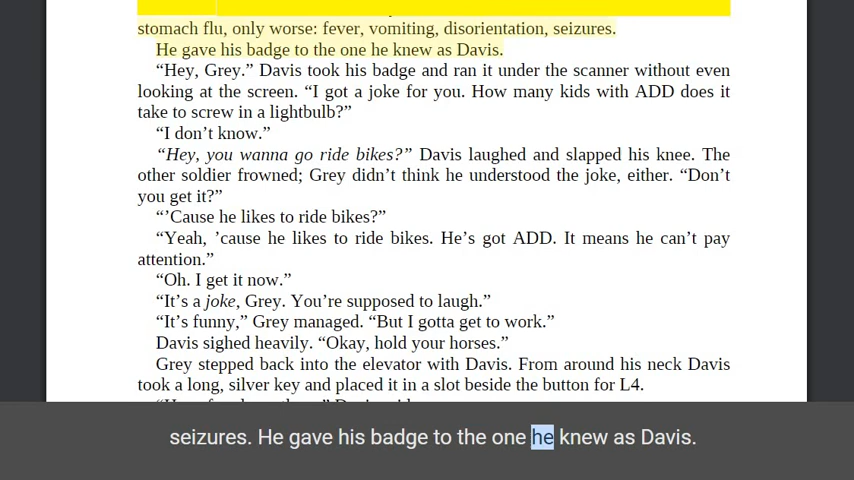 stomach flu, only worse: fever, vomiting, disorientation, seizures.
He gave his badge to the one he knew as Davis.
“Hey, Grey.” Davis took his badge and ran it under the scanner without even
looking at the screen. “I got a joke for you. How many kids with ADD does it
take to screw in a lightbulb?”
“I don’t know.”
“Hey, you wanna go ride bikes?” Davis laughed and slapped his knee. The
other soldier frowned; Grey didn’t think he understood the joke, either. “Don’t
you get it?”
“’Cause he likes to ride bikes?”
“Yeah, ’cause he likes to ride bikes. He’s got ADD. It means he can’t pay
attention.”
“Oh. I get it now.”
“It’s a joke, Grey. You’re supposed to laugh.”
“It’s funny,” Grey managed. “But I gotta get to work.”
Davis sighed heavily. “Okay, hold your horses.”
Grey stepped back into the elevator with Davis. From around his neck Davis
took a long, silver key and placed it in a slot beside the button for L4.
seizures. He gave his badge to the one he knew as Davis.